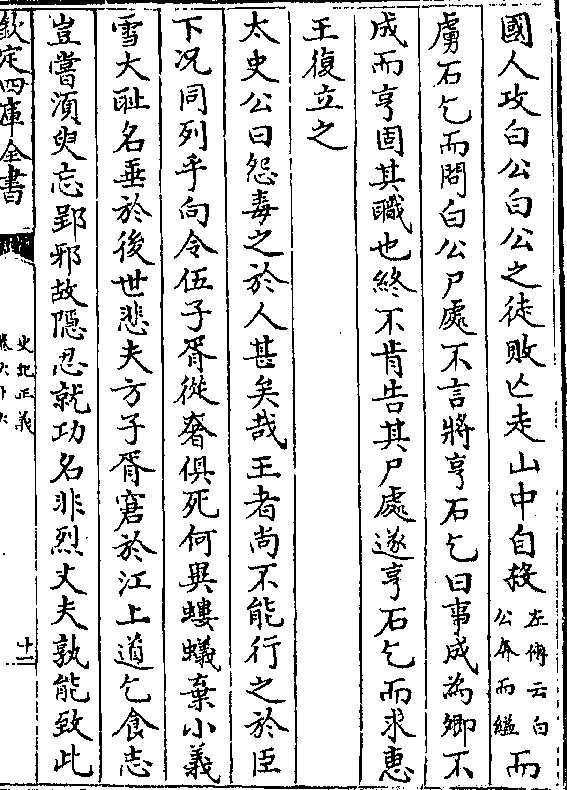 國人攻白公白公之徒敗亡走山中自殺左傳云白公奔而縊而
虜石乞而問白公尸處不言將亨石乞曰事成為卿不
成而亨固其職也終不肯告其尸處遂亨石乞而求惠
王復立之
太史公曰怨毒之於人甚矣哉王者尚不能行之於臣
下况同列乎向令伍子胥從奢俱死何異螻蟻棄小義
雪大耻名垂於後世悲夫方子胥窘於江上道乞食志
豈嘗須臾忘郢邪故隱忍就功名非烈丈夫孰能致此
欽定四庫全書
史記正義
十一